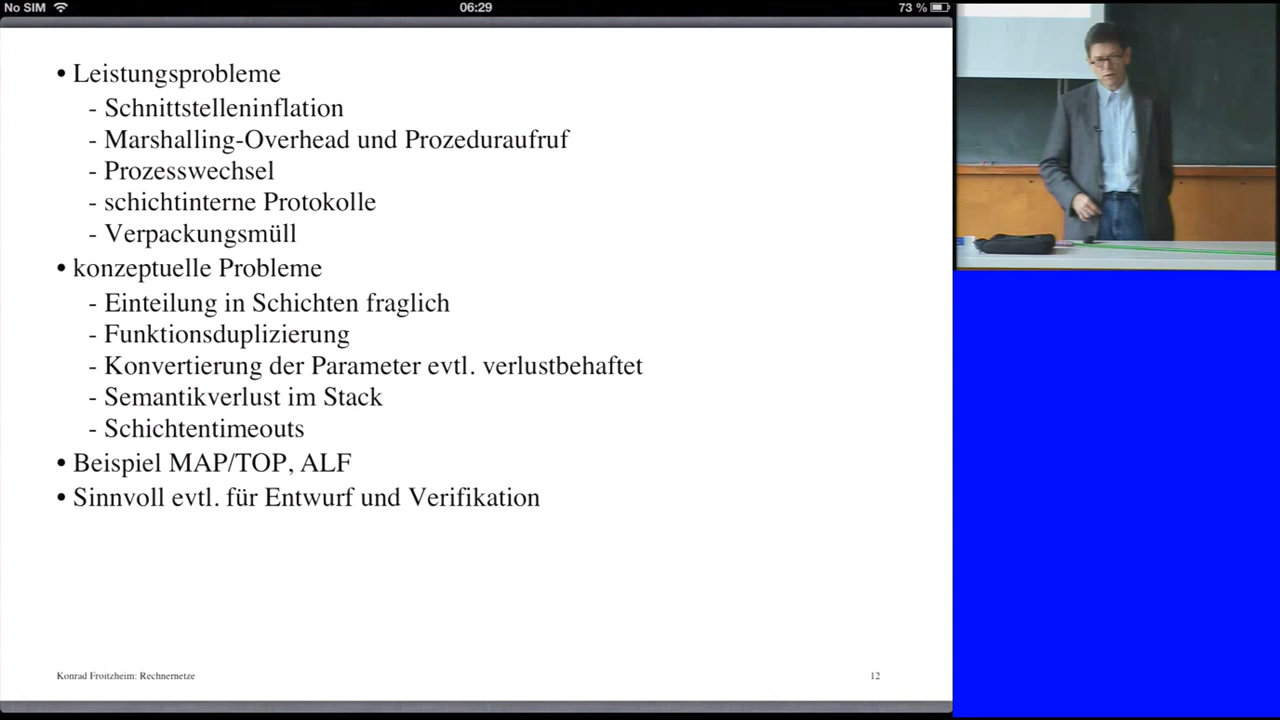 No SIM 06:29 73 %
• Leistungsprobleme
- Schnittstelleninflation
- Marshalling-Overhead und Prozeduraufruf
- Prozesswechsel
- schichtinterne Protokolle
- Verpackungsmüll
• konzeptuelle Probleme
- Einteilung in Schichten fraglich
- Funktionsduplizierung
- Konvertierung der Parameter evtl. verlustbehaftet
- Semantikverlust im Stack
- Schichtentimeouts
• Beispiel MAP/TOP, ALF
• Sinnvoll evtl. für Entwurf und Verifikation
Konrad Froitzheim: Rechnernetze 12